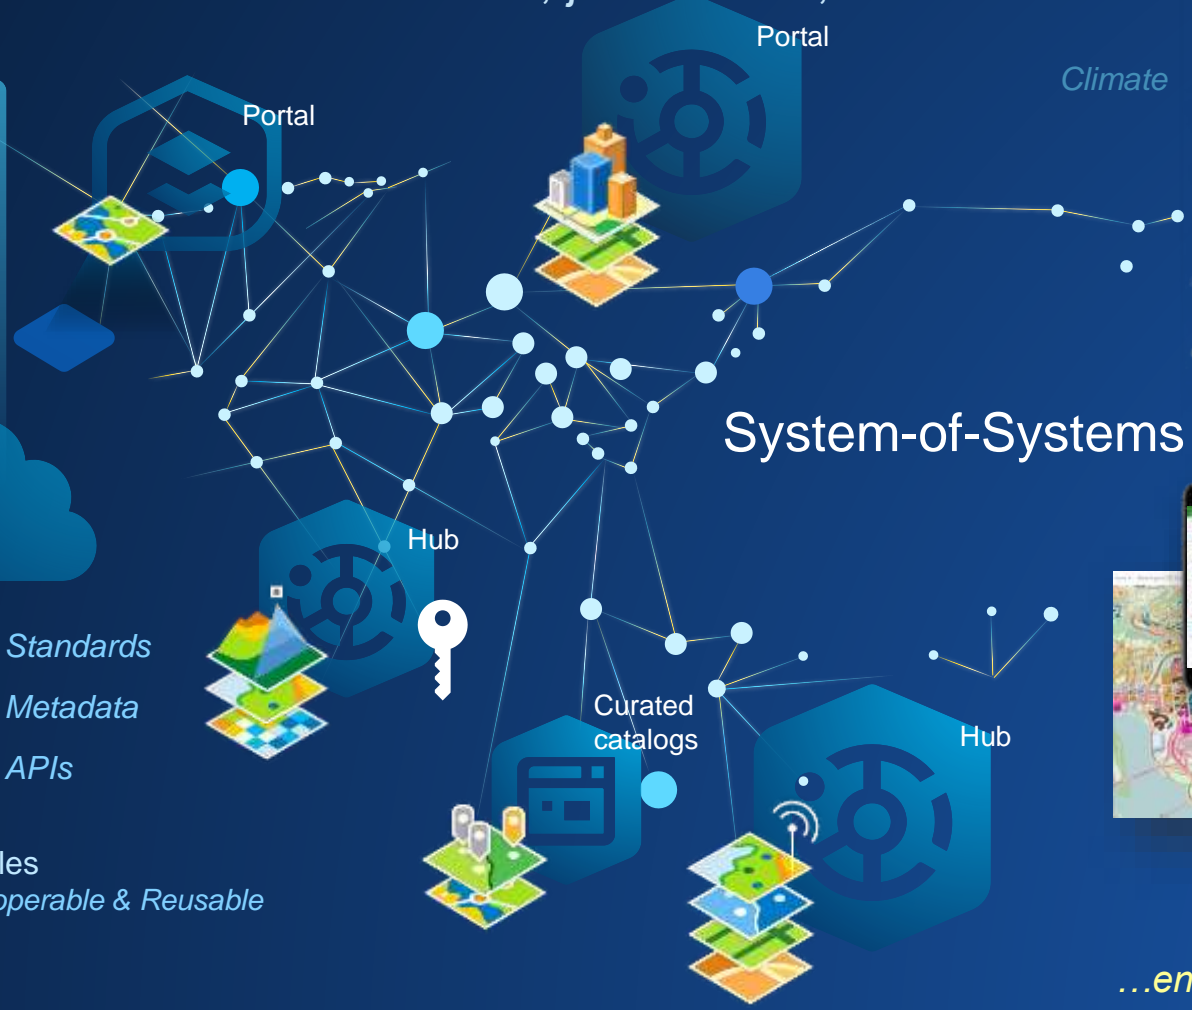 Portal
Climate
Portal
System-of-Systems
Hub
Standards
Metadata
APIs
Curated
catalogs
Hub
les
operable & Reusable
…en